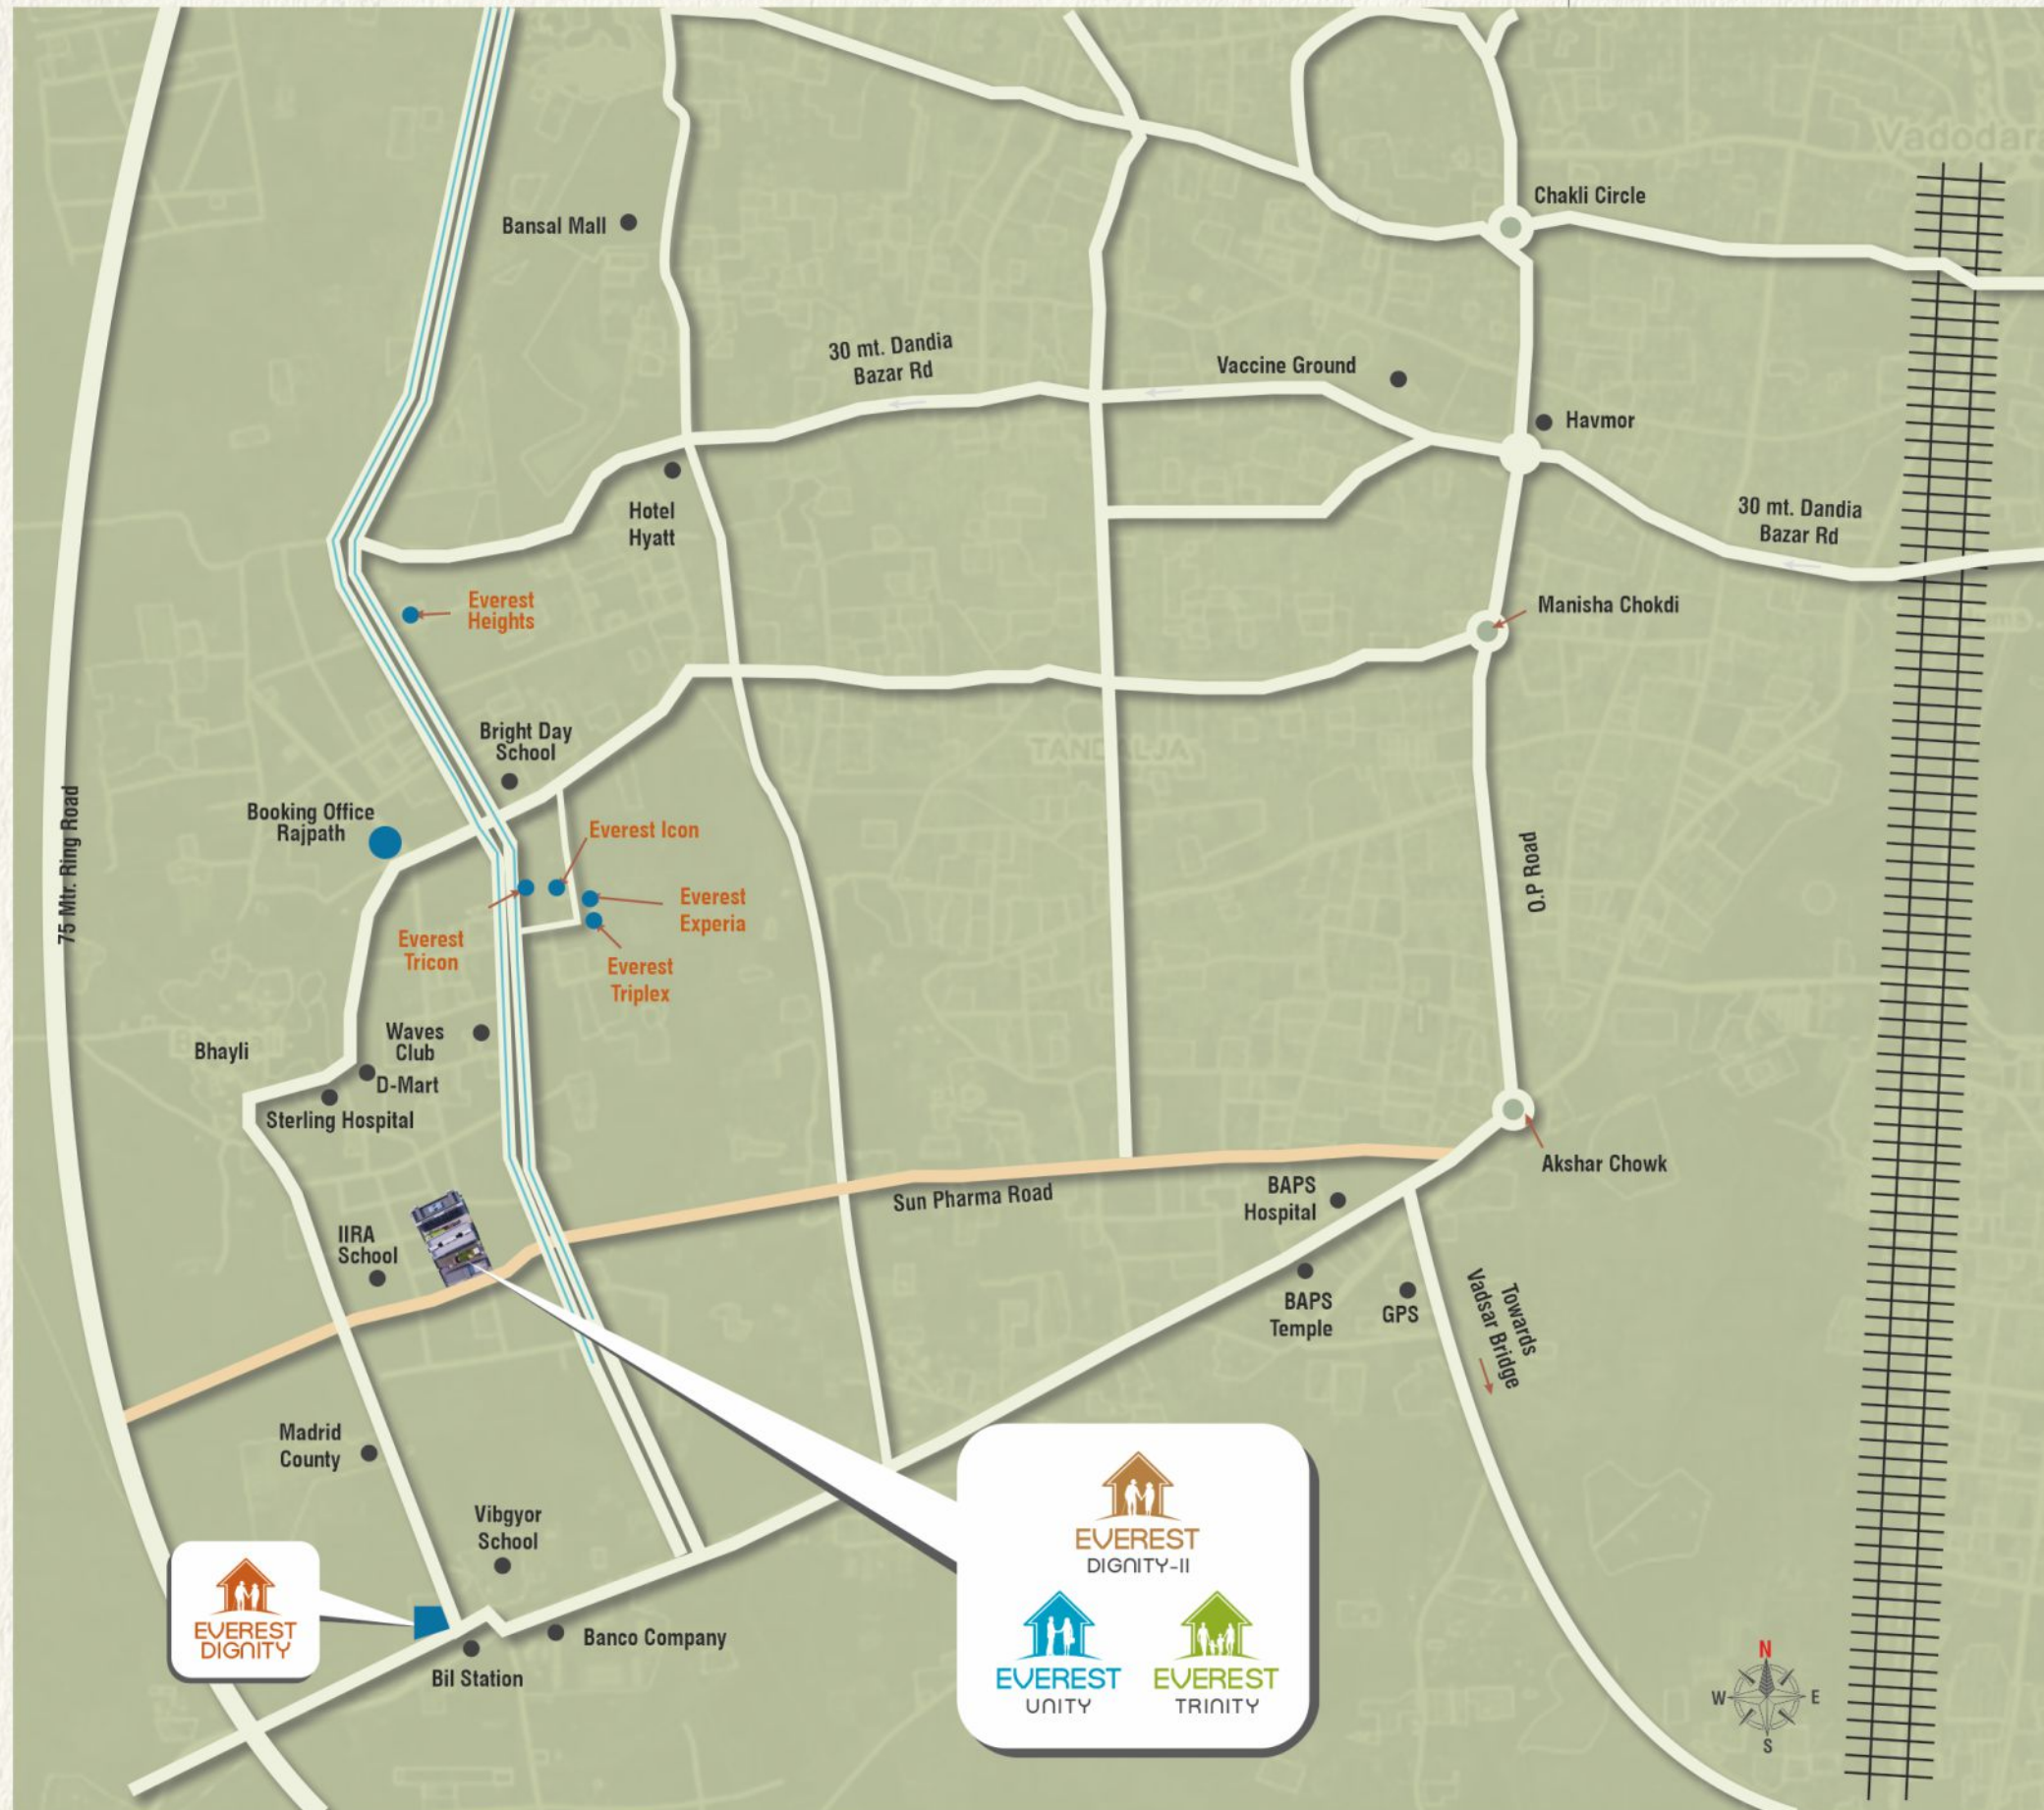 Vadodar
Chakli Circle
Bansal Mall
30 mt. Dandia
Bazar Rd
Vaccine Ground
Havmor
Hotel
Hyatt
30 mt. Dandia
Bazar Rd
Everest
Heights
Manisha Chokdi
Bright Day
School
TANDALJA
Booking Office
Rajpath
75 Mtr. Ring Road
Everest Icon
O.P Road
Everest
Experia
Everest
Tricon
Everest
Triplex
Waves
Club
Bhayli
D-Mart
Sterling Hospital
Akshar Chowk
Sun Pharma Road
BAPS
Hospital
IIRA
School
BAPS
Temple
GPS
Towards
Vadsar Bridge
Madrid
County
Vibgyor
School
EVEREST
DIGNITY-II
EVEREST
DIGNITY
Banco Company
Bil Station
EVEREST
UNITY
EVEREST
TRINITY
N
W
E
S